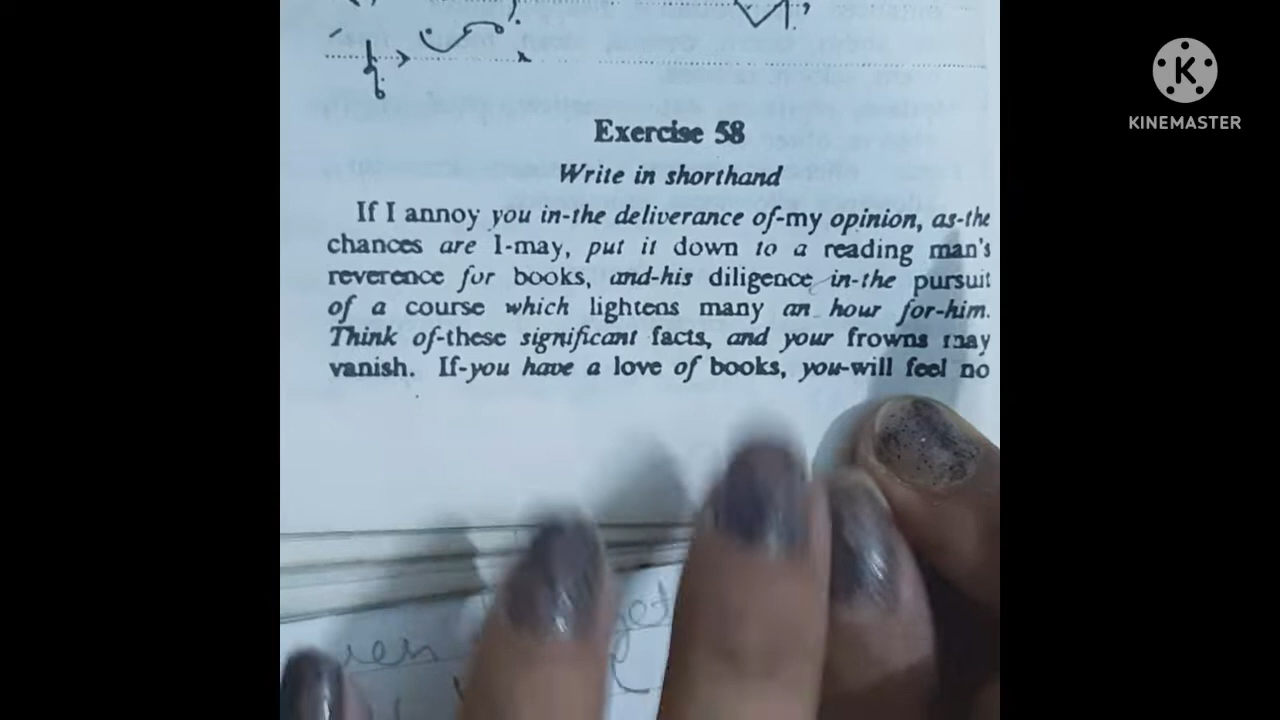 K
KINEMASTER
Exercise 58
Write in shorthand
If I annoy you in-the deliverance of-my opinion, as-the
chances are I-may, put it down to a reading man's
reverence for books, and-his diligence in-the pursuit
of a course which lightens many an hour for-him.
Think of-these significant facts, and your frowns may
vanish. If-you have a love of books, you-will feel no